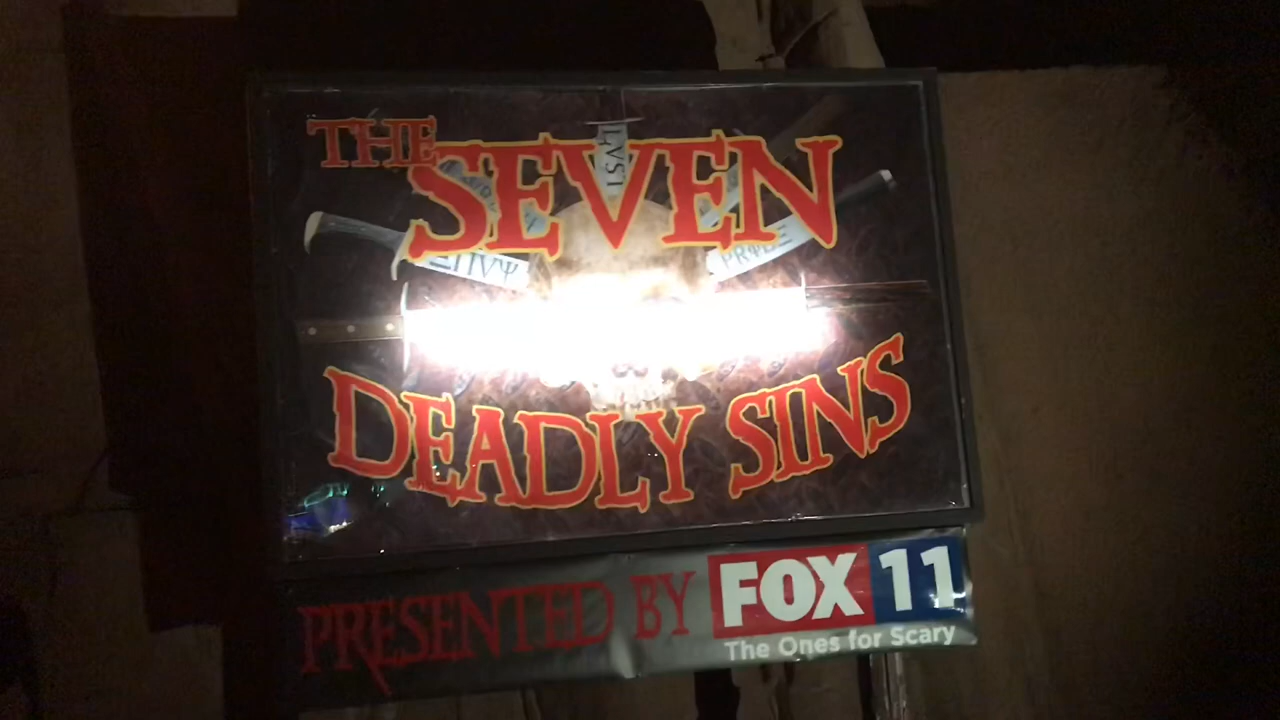 THE
SEVEN
LVST
PRIDE
DEADLY SINS
PRESENTED BY FOX 11
The Ones for Scary